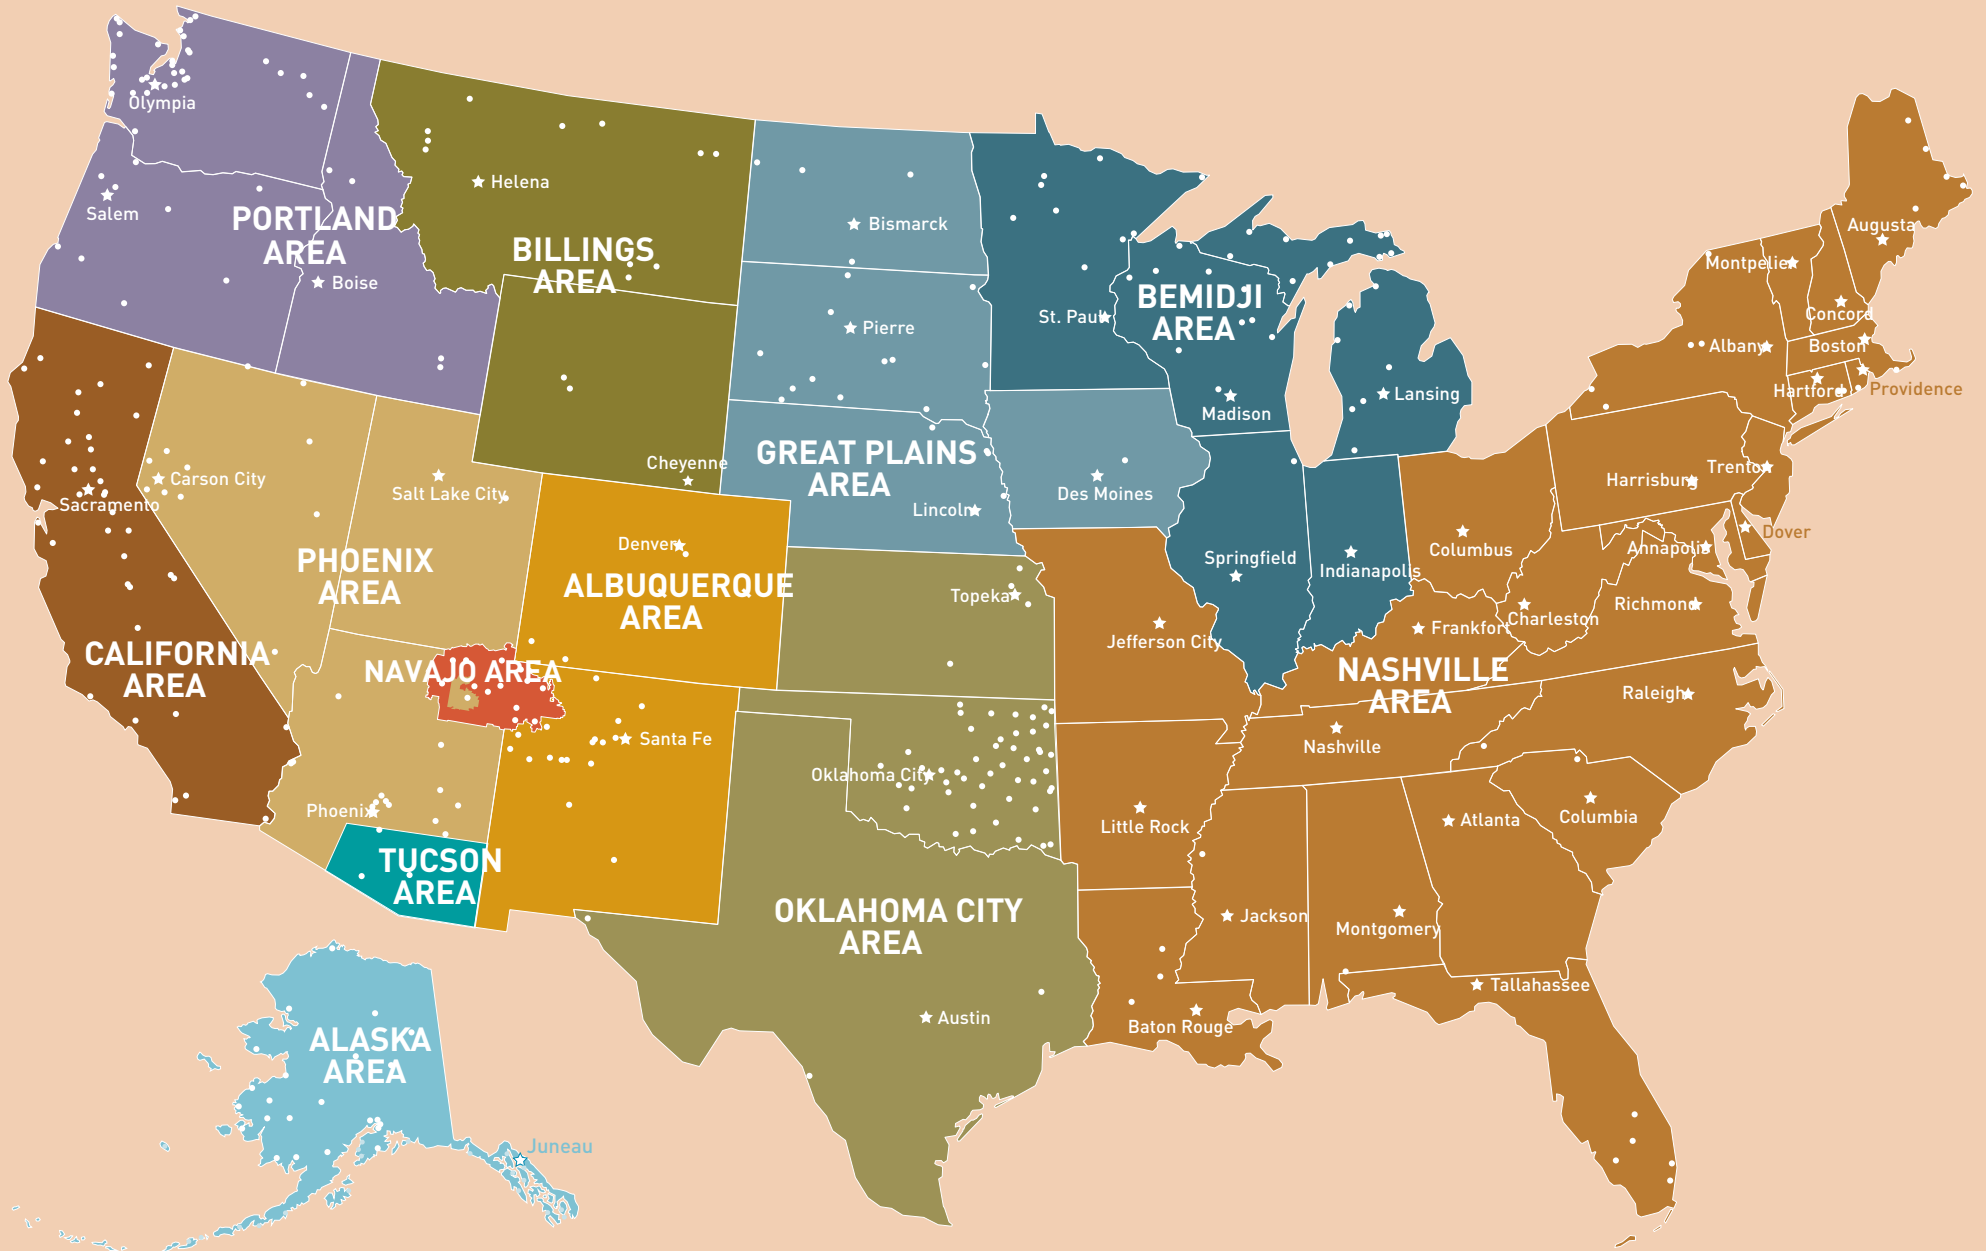 Olympia
Salem
PORTLAND
AREA
Boise
Helena
BILLINGS
AREA
Cheyenne
Bismarck
Pierre
GREAT PLAINS
AREA
Lincoln
Des Moines
St. Paul
BEMIDJI
AREA
Madison
Lansing
Springfield
Indianapolis
Augusta
Montpelier
Concord
Albany
Boston
Hartford
Providence
Harrisburg
Trenton
Dover
Annapolis
Columbus
Charleston
Richmond
Frankfort
NASHVILLE
AREA
Raleigh
Nashville
Columbia
Atlanta
Jefferson City
Little Rock
Jackson
Montgomery
Tallahassee
Baton Rouge
Sacramento
Carson City
Salt Lake City
PHOENIX
AREA
CALIFORNIA
AREA
NAVAJO AREA
Phoenix
TUCSON
AREA
Denver
ALBUQUERQUE
AREA
Santa Fe
Topeka
Oklahoma City
OKLAHOMA CITY
AREA
Austin
ALASKA
AREA
Juneau